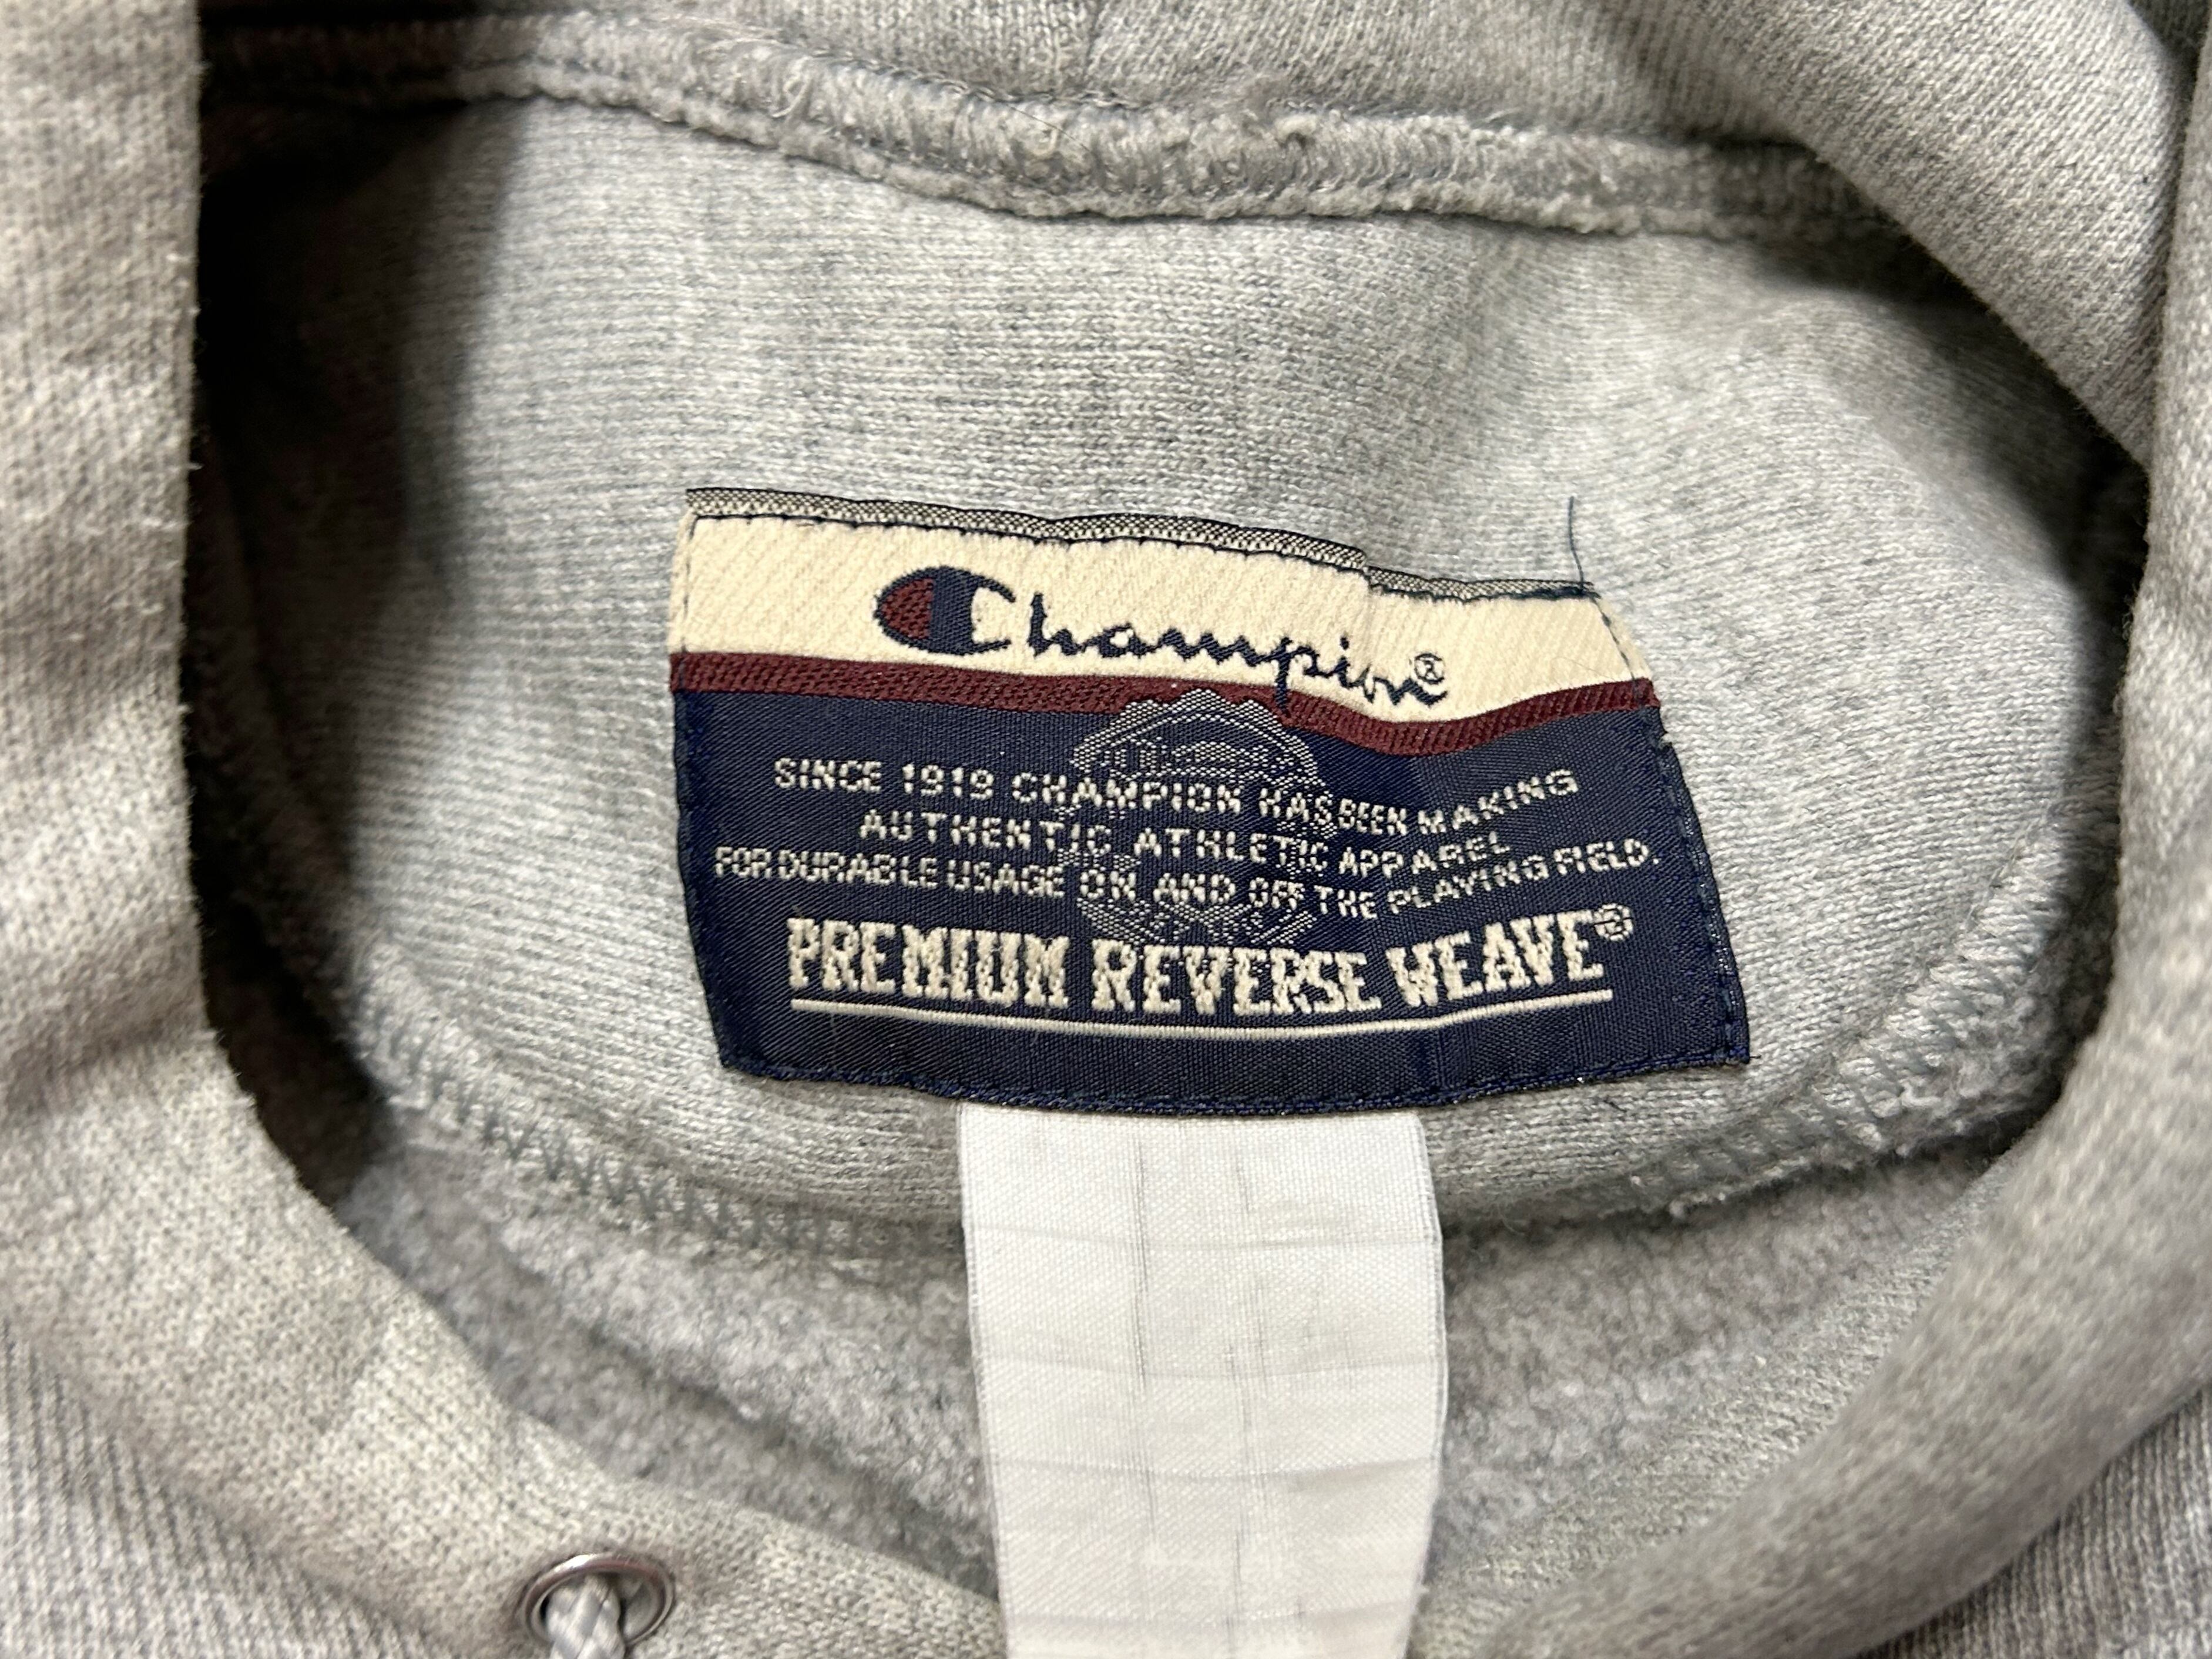 Champion®
SINCE 1919 CHAMPION HAS BEEN MAKING
AUTHENTIC ATHLETIC APPAREL
FOR DURABLE USAGE ON AND OFF THE PLAYING FIELD.
PREMIUM REVERSE WEAVE®